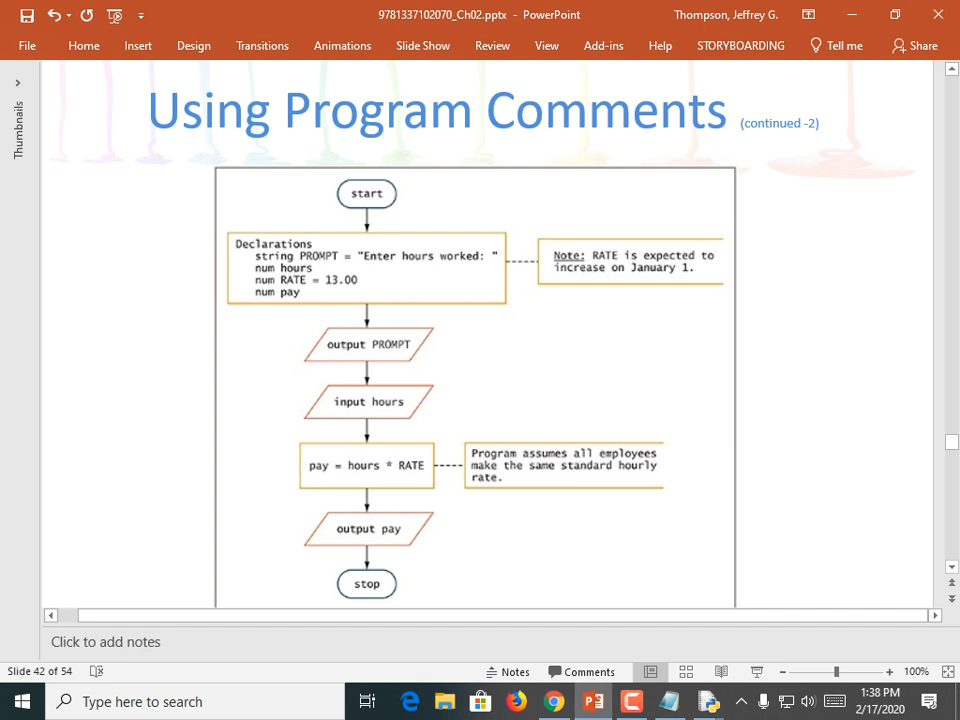 9781337102070_Ch02.pptx - PowerPoint
Thompson, Jeffrey G.
File Home Insert Design Transitions Animations Slide Show Review View Add-ins Help STORYBOARDING Tell me Share
Thumbnails
Using Program Comments (continued -2)
start
Declarations
string PROMPT = "Enter hours worked: "
num hours
num RATE = 13.00
num pay
Note: RATE is expected to
increase on January 1.
output PROMPT
input hours
pay = hours * RATE
Program assumes all employees
make the same standard hourly
rate.
output pay
stop
Click to add notes
Slide 42 of 54
Notes Comments 100%
Type here to search
1:38 PM
2/17/2020